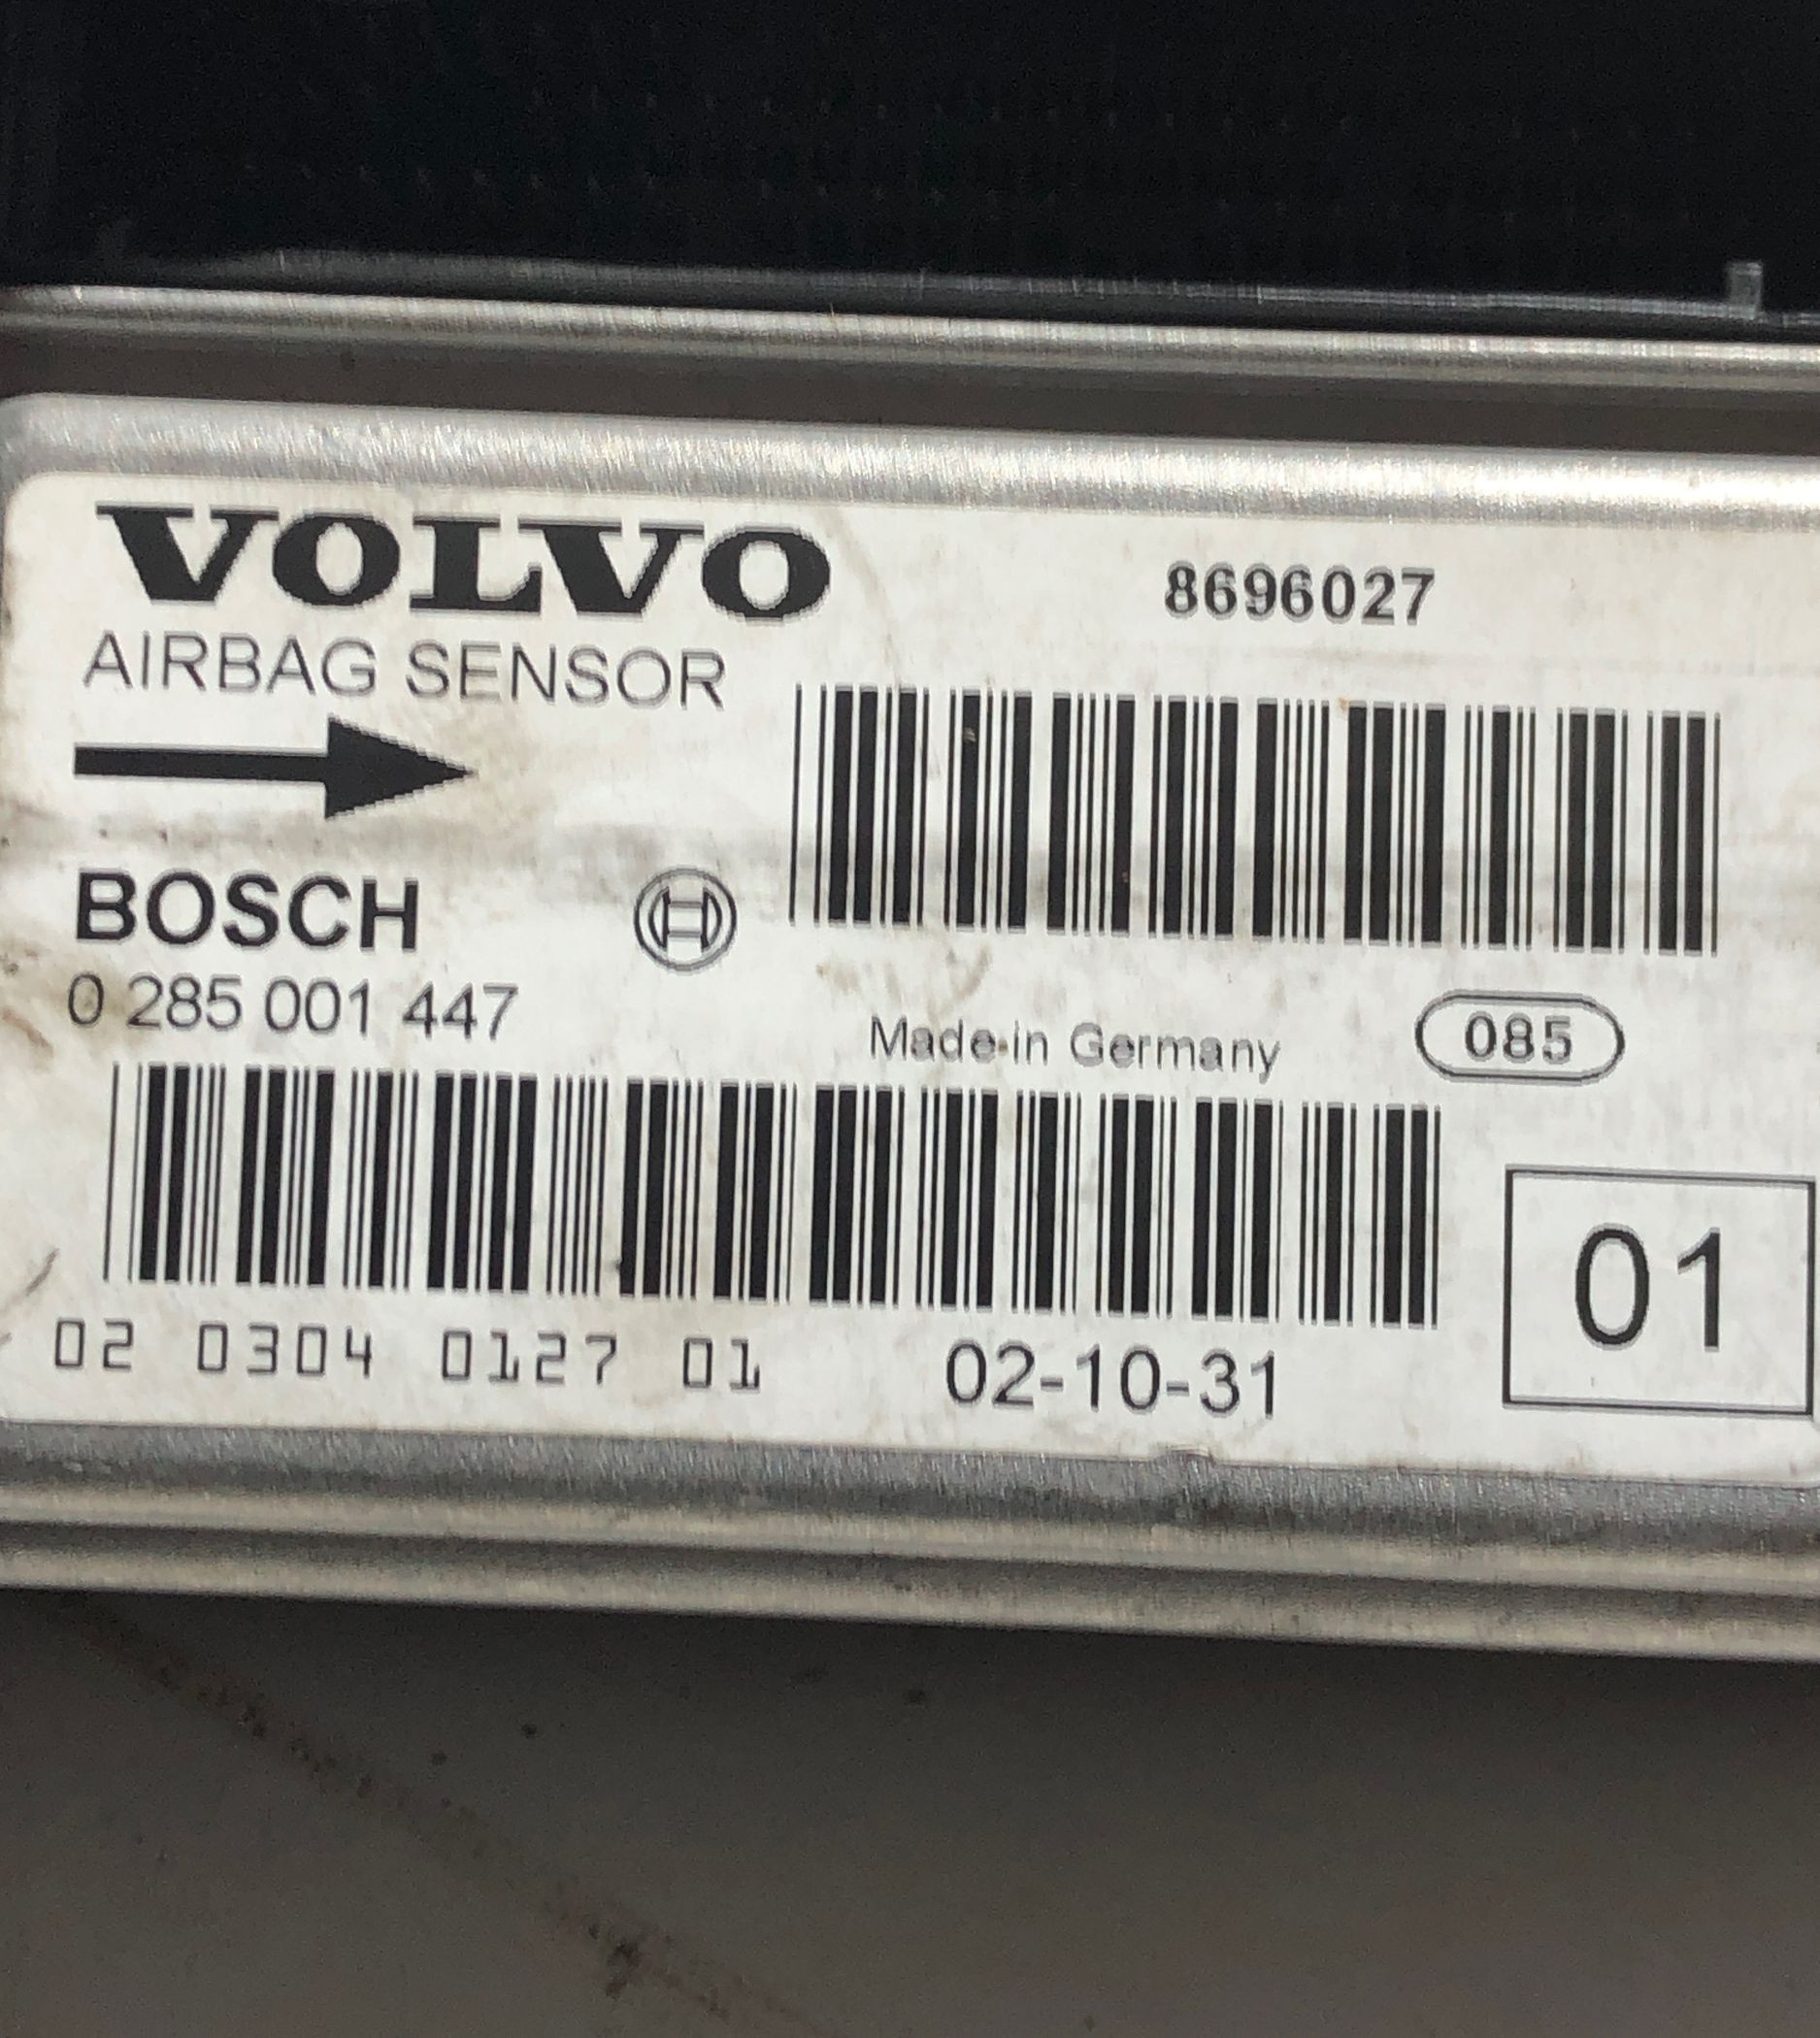 VOLVO
8696027
AIRBAG SENSOR
BOSCH
0 285 001 447
Made in Germany
085
01
02 0304 0127 01
02-10-31